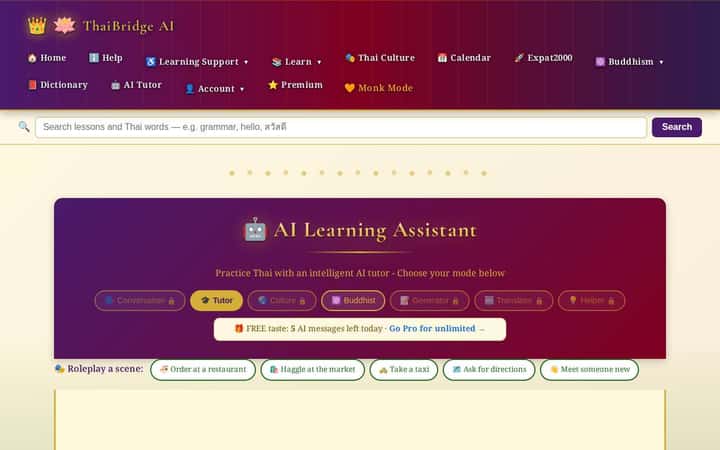 ThaiBridge AI
Home Help Learning Support Learn Thai Culture Calendar Expat2000 Buddhism
Dictionary AI Tutor Account Premium Monk Mode
Search lessons and Thai words — e.g. grammar, hello, สวัสดี Search
AI Learning Assistant
Practice Thai with an intelligent AI tutor - Choose your mode below
Conversation Tutor Culture Buddhist Generator Translate Helper
FREE taste: 5 AI messages left today · Go Pro for unlimited →
Roleplay a scene: Order at a restaurant Haggle at the market Take a taxi Ask for directions Meet someone new